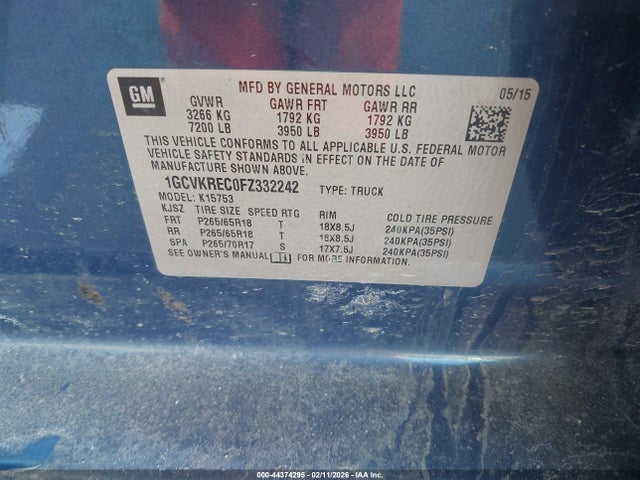 GM
MFD BY GENERAL MOTORS LLC
05/15
GVWR GAWR FRT GAWR RR
3266 KG 1792 KG 1792 KG
7200 LB 3950 LB 3950 LB
THIS VEHICLE CONFORMS TO ALL APPLICABLE U.S. FEDERAL MOTOR
VEHICLE SAFETY STANDARDS IN EFFECT ON THE DATE OF
MANUFACTURE SHOWN ABOVE.
1GCVKREC0FZ332242 TYPE: TRUCK
MODEL: K15753
KJSZ TIRE SIZE SPEED RTG RIM COLD TIRE PRESSURE
FRT P265/65R18 T 18X8.5J 240KPA(35PSI)
RR P265/65R18 T 18X8.5J 240KPA(35PSI)
SPA P265/70R17 S 17X7.5J 240KPA(35PSI)
SEE OWNER'S MANUAL FOR MORE INFORMATION.
000-44374295 - 02/11/2026 - IAA Inc.